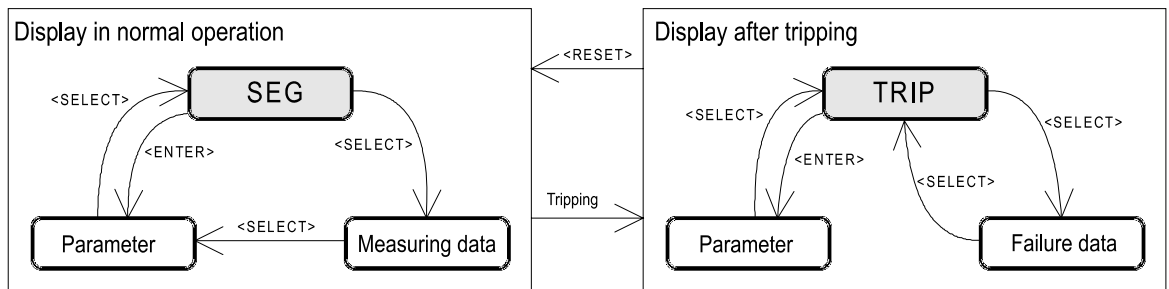 Display in normal operation
SEG
<SELECT>
<ENTER>
<SELECT>
Parameter
<SELECT>
Measuring data
<RESET>
Tripping
Display after tripping
TRIP
<SELECT>
<ENTER>
<SELECT>
<SELECT>
Parameter
Failure data